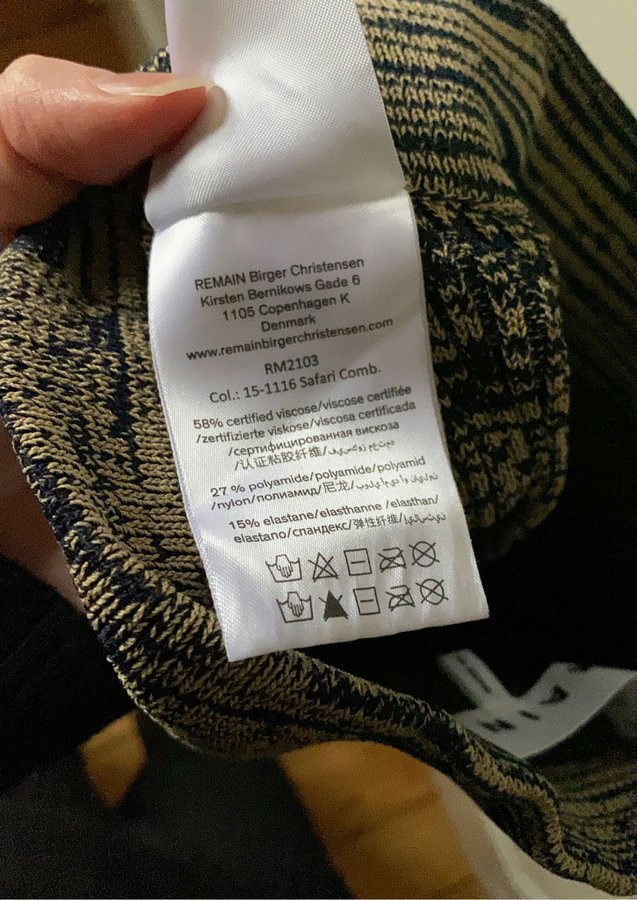 REMAIN Birger Christensen
Kirsten Bernikows Gade 6
1105 Copenhagen K
Denmark
www.remainbirgerchristensen.com
RM2103
Col.: 15-1116 Safari Comb.
58% certified viscose/viscose certifiée
/zertifizierte viskose/viscosa certificada
/сертифицированная вискоза
/认证粘胶纤维/
27 % polyamide/polyamide/polyamid
/nylon/полиамид/尼龙/
15% elastane/elasthanne /elasthan/
elastano/спандекс/弹性纤维/